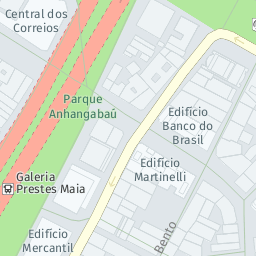 Central dos
Correios
Parque
Anhangabaú
Edifício
Banco do
Brasil
Edifício
Martinelli
Galeria
Prestes Maia
Edifício
Mercantil
Bento